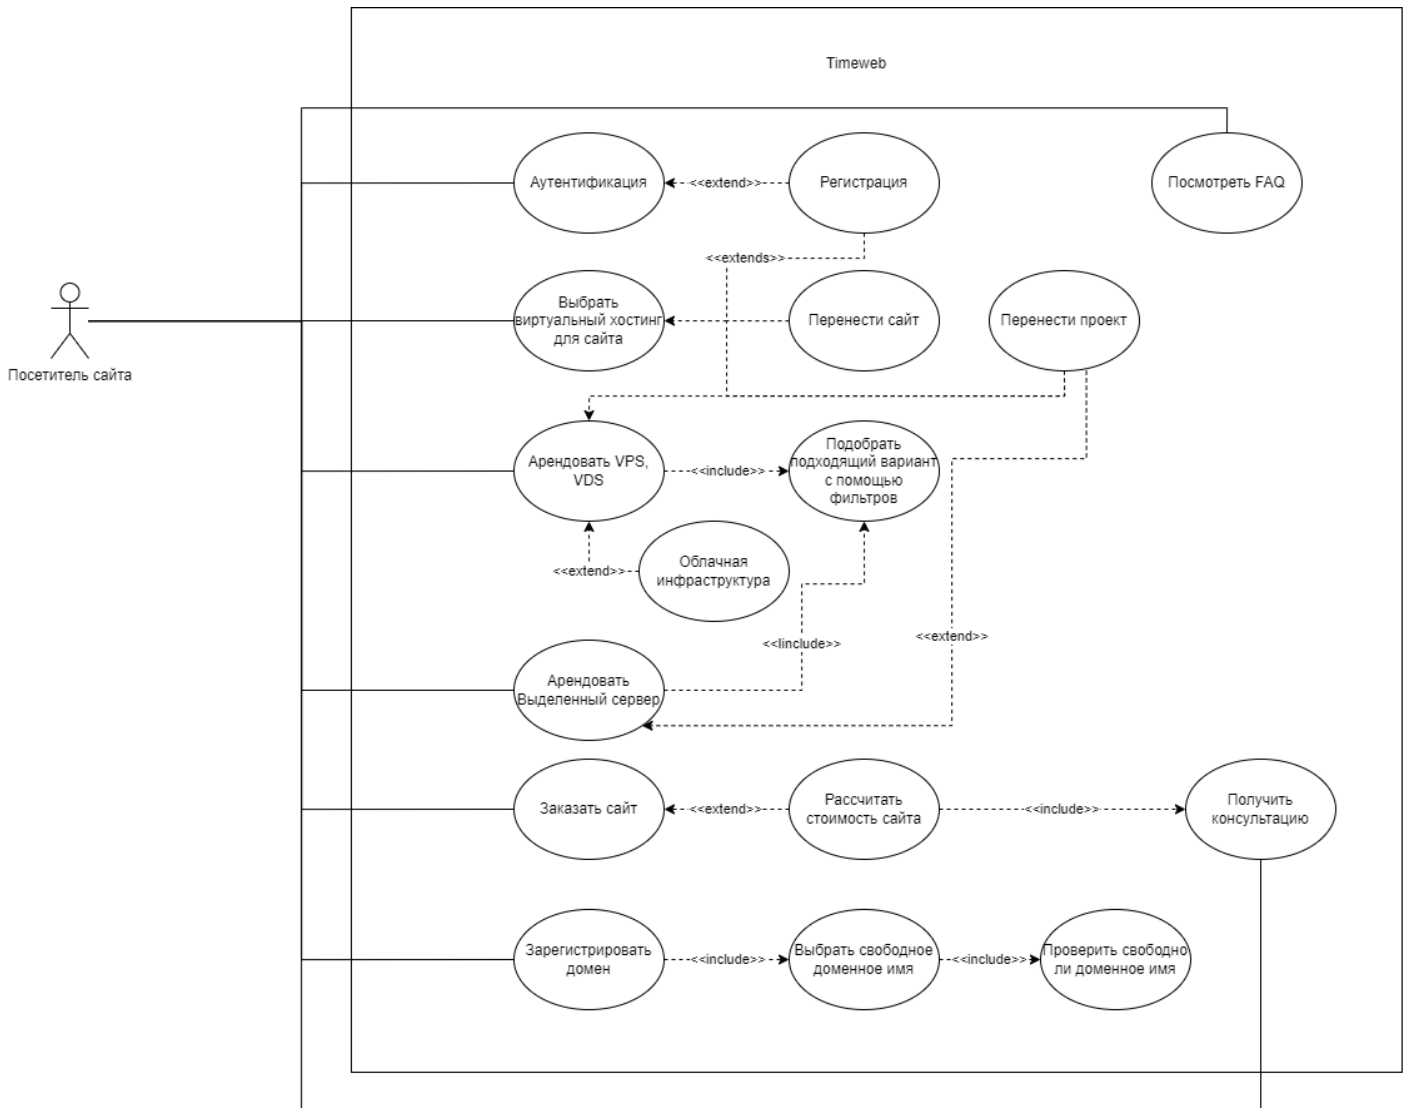 Timeweb
Аутентификация
<<extend>>
Регистрация
Посмотреть FAQ
<<extends>>
Посетитель сайта
Выбрать
виртуальный хостинг
для сайта
Перенести сайт
Перенести проект
Арендовать VPS,
VDS
<<include>>
Подобрать
подходящий вариант
с помощью
фильтров
<<extend>>
Облачная
инфраструктура
<<Iinclude>>
<<extend>>
Арендовать
Выделенный сервер
Заказать сайт
<<extend>>
Рассчитать
стоимость сайта
<<include>>
Получить
консультацию
Зарегистрировать
домен
<<include>>
Выбрать свободное
доменное имя
<<include>>
Проверить свободно
ли доменное имя